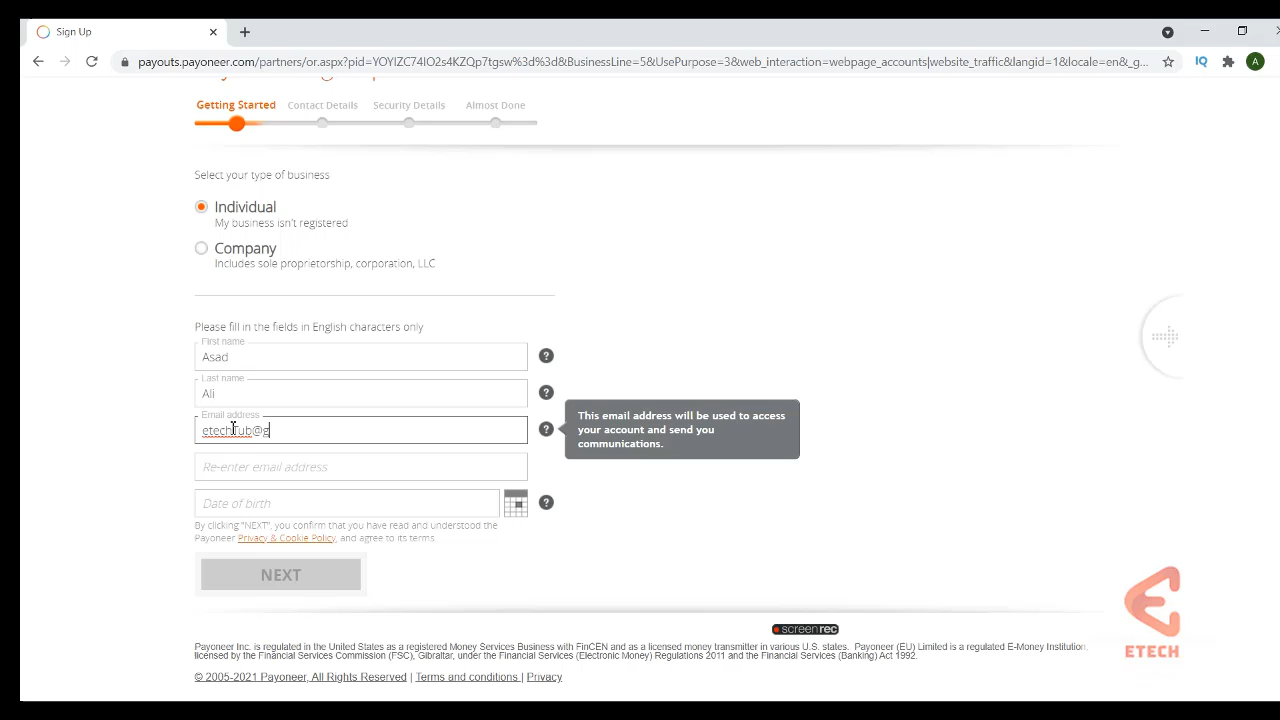 Sign Up
payouts.payoneer.com/partners/or.aspx?pid=YOYIZC74IO2s4KZQp7tgsw%3d%3d&BusinessLine=5&UsePurpose=3&web_interaction=webpage_accounts|website_traffic&langid=1&locale=en&_g...
IQ
A
Getting Started
Contact Details
Security Details
Almost Done
Select your type of business
Individual
My business isn't registered
Company
Includes sole proprietorship, corporation, LLC
Please fill in the fields in English characters only
First name
Asad
?
Last name
Ali
?
Email address
etechTub@g
?
This email address will be used to access
your account and send you
communications.
Re-enter email address
Date of birth
?
By clicking "NEXT", you confirm that you have read and understood the
Payoneer Privacy & Cookie Policy, and agree to its terms
NEXT
screenrec
Payoneer Inc. is regulated in the United States as a registered Money Services Business with FinCEN and as a licensed money transmitter in various U.S. states. Payoneer (EU) Limited is a regulated E-Money Institution,
licensed by the Financial Services Commission (FSC), Gibraltar, under the Financial Services (Electronic Money) Regulations 2011 and the Financial Services (Banking) Act 1992.
© 2005-2021 Payoneer, All Rights Reserved | Terms and conditions | Privacy
ETECH